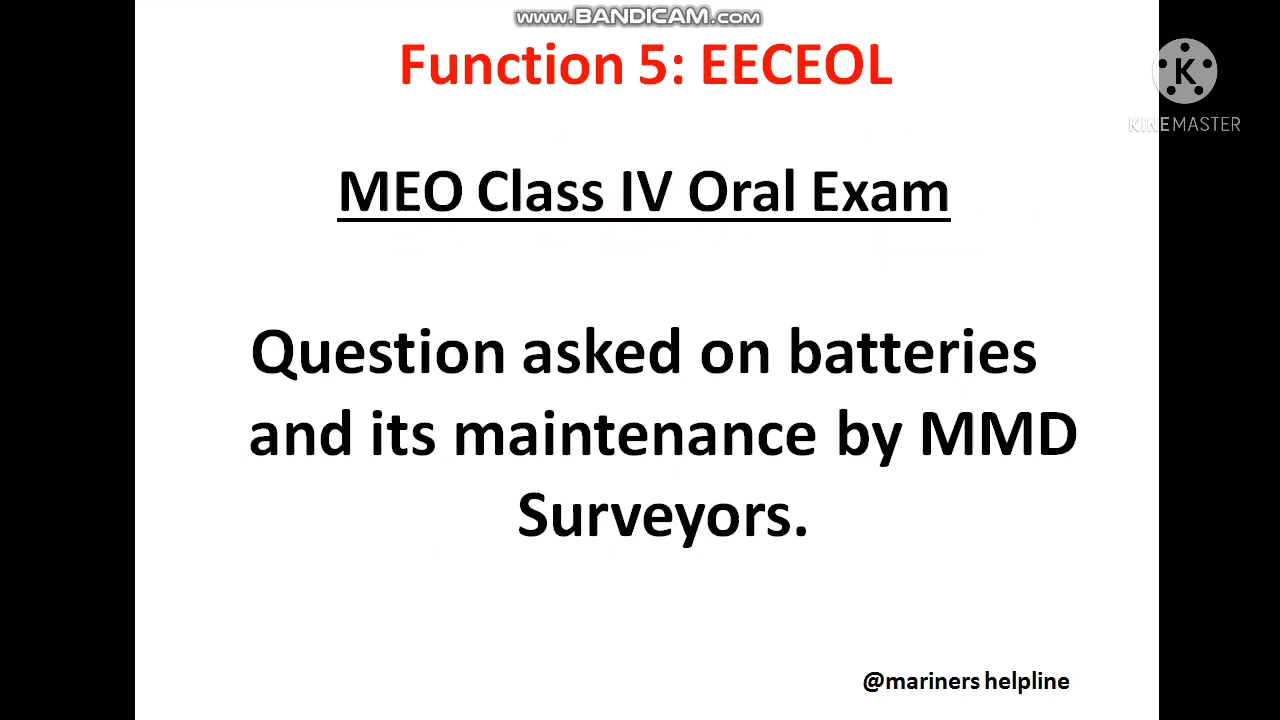 www.BANDICAM.com
Function 5: EECEOL
K
KINEMASTER
MEO Class IV Oral Exam
Question asked on batteries
and its maintenance by MMD
Surveyors.
@mariners helpline